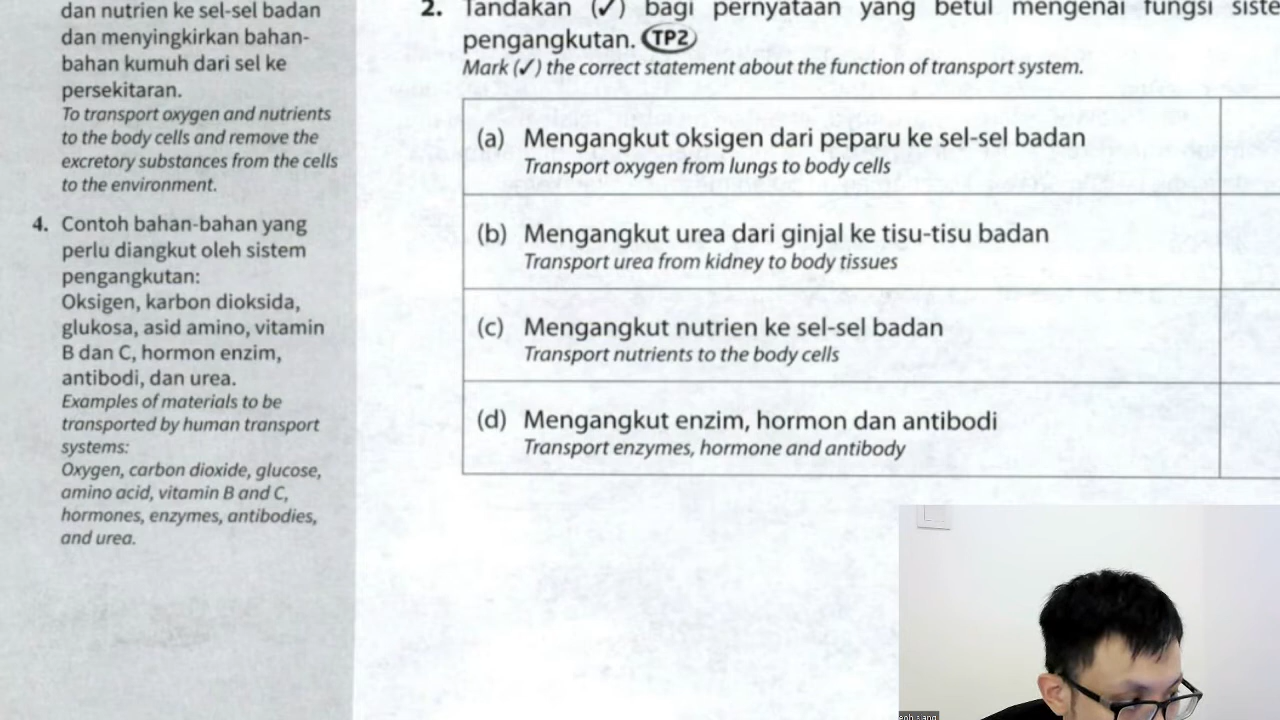 dan nutrien ke sel-sel badan
dan menyingkirkan bahan-
bahan kumuh dari sel ke
persekitaran.
To transport oxygen and nutrients
to the body cells and remove the
excretory substances from the cells
to the environment.
4. Contoh bahan-bahan yang
perlu diangkut oleh sistem
pengangkutan:
Oksigen, karbon dioksida,
glukosa, asid amino, vitamin
B dan C, hormon enzim,
antibodi, dan urea.
Examples of materials to be
transported by human transport
systems:
Oxygen, carbon dioxide, glucose,
amino acid, vitamin B and C,
hormones, enzymes, antibodies,
and urea.
2. Tandakan (✓) bagi pernyataan yang betul mengenai fungsi siste
pengangkutan. TP2
Mark (✓) the correct statement about the function of transport system.
(a) Mengangkut oksigen dari peparu ke sel-sel badan
Transport oxygen from lungs to body cells
(b) Mengangkut urea dari ginjal ke tisu-tisu badan
Transport urea from kidney to body tissues
(c) Mengangkut nutrien ke sel-sel badan
Transport nutrients to the body cells
(d) Mengangkut enzim, hormon dan antibodi
Transport enzymes, hormone and antibody